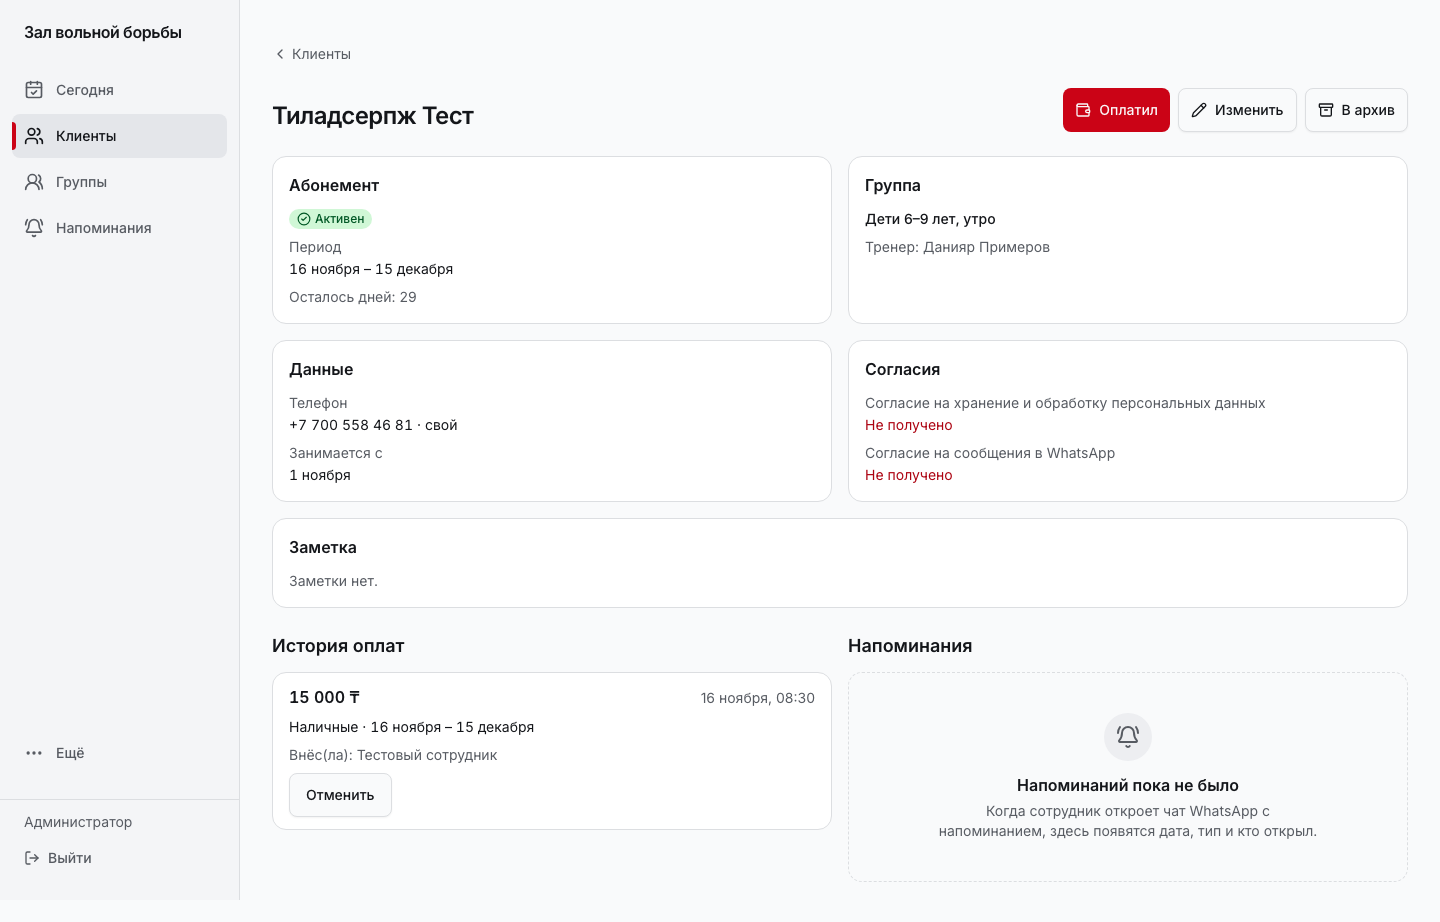 Зал вольной борьбы
Сегодня
Клиенты
Группы
Напоминания
Ещё
Администратор
Выйти
Клиенты
Тиладсерпж Тест
Оплатил
Изменить
В архив
Абонемент
Активен
Период
16 ноября – 15 декабря
Осталось дней: 29
Группа
Дети 6–9 лет, утро
Тренер: Данияр Примеров
Данные
Телефон
+7 700 558 46 81 · свой
Занимается с
1 ноября
Согласия
Согласие на хранение и обработку персональных данных
Не получено
Согласие на сообщения в WhatsApp
Не получено
Заметка
Заметки нет.
История оплат
15 000 ₸
16 ноября, 08:30
Наличные · 16 ноября – 15 декабря
Внёс(ла): Тестовый сотрудник
Отменить
Напоминания
Напоминаний пока не было
Когда сотрудник откроет чат WhatsApp с
напоминанием, здесь появятся дата, тип и кто открыл.